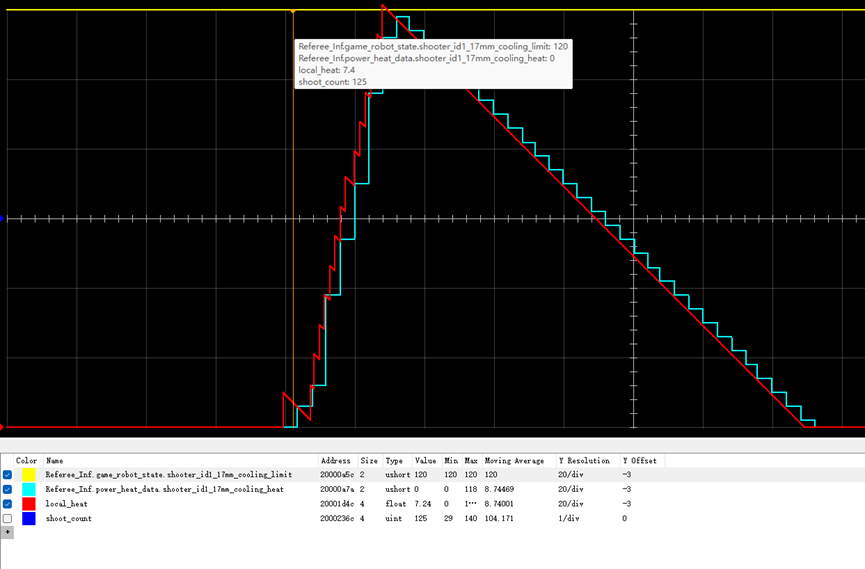 Referee_Inf.game_robot_state.shooter_id1_17mm_cooling_limit: 120
Referee_Inf.power_heat_data.shooter_id1_17mm_cooling_heat: 0
local_heat: 7.4
shoot_count: 125
Color Name Address Size Type Value Min Max Moving Average Y Resolution Y Offset
Referee_Inf.game_robot_state.shooter_id1_17mm_cooling_limit 20000a5c 2 ushort 120 120 120 120 20/div -3
Referee_Inf.power_heat_data.shooter_id1_17mm_cooling_heat 20000a7a 2 ushort 0 0 118 8.74469 20/div -3
local_heat 20001d4c 4 float 7.24 0 1··· 8.74001 20/div -3
shoot_count 2000236c 4 uint 125 29 140 104.171 1/div 0
+